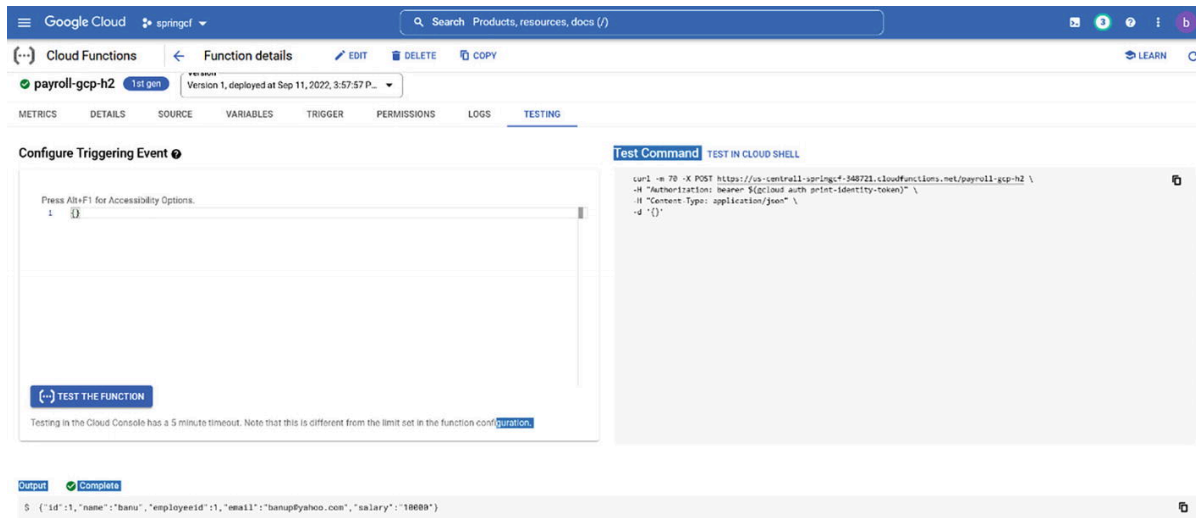 Google Cloud springcf Search Products, resources, docs (/) 3 b
Cloud Functions Function details EDIT DELETE COPY LEARN
payroll-gcp-h2 1st gen Version
Version 1, deployed at Sep 11, 2022, 3:57:57 P...
METRICS DETAILS SOURCE VARIABLES TRIGGER PERMISSIONS LOGS TESTING
Configure Triggering Event
Press Alt+F1 for Accessibility Options.
1 {}
TEST THE FUNCTION
Testing in the Cloud Console has a 5 minute timeout. Note that this is different from the limit set in the function configuration.
Test Command TEST IN CLOUD SHELL
curl -m 70 -X POST https://us-central1-springcf-348721.cloudfunctions.net/payroll-gcp-h2 \
-H "Authorization: bearer $(gcloud auth print-identity-token)" \
-H "Content-Type: application/json" \
-d '{}'
Output Complete
$ {"id":1,"name":"banu","employeeid":1,"email":"banup@yahoo.com","salary":"10000"}